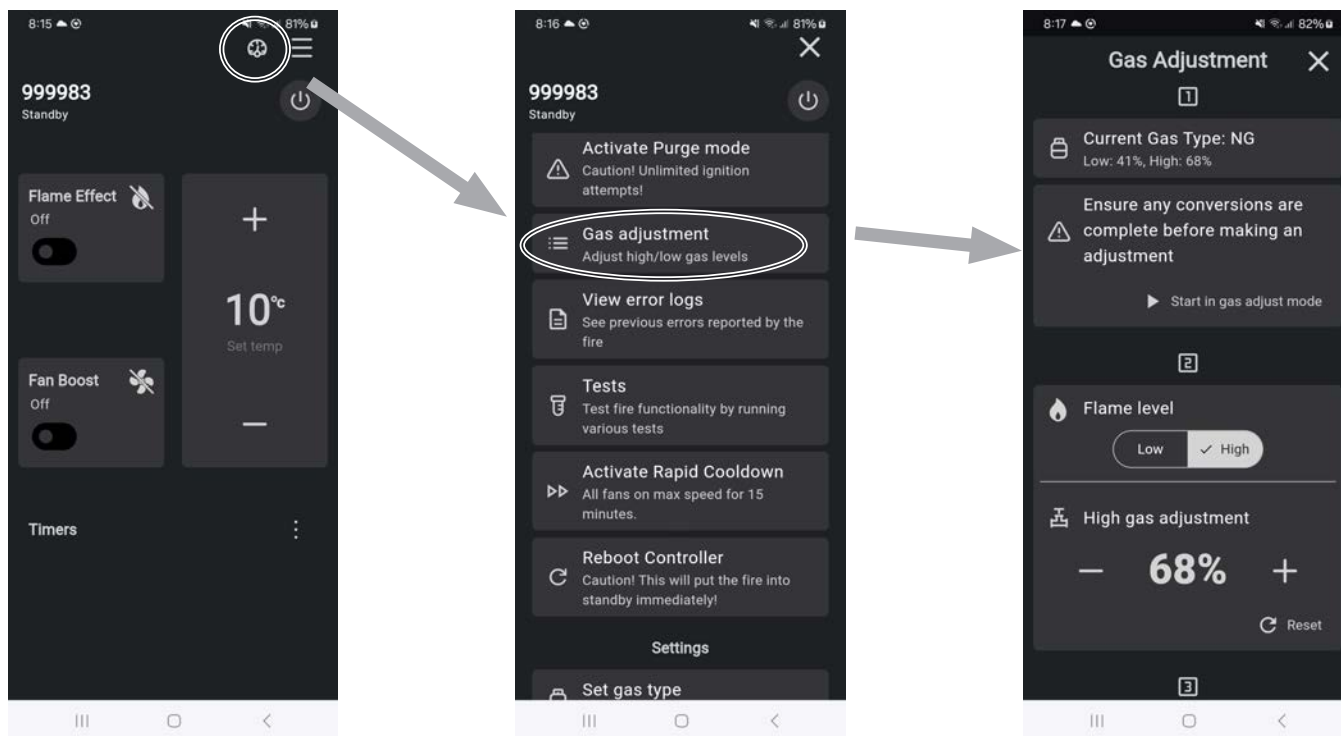 8:15
81%
999983
Standby
Flame Effect
Off
+
10°c
Set temp
−
Fan Boost
Off
Timers
8:16
81%
999983
Standby
Activate Purge mode
Caution! Unlimited ignition
attempts!
Gas adjustment
Adjust high/low gas levels
View error logs
See previous errors reported by the
fire
Tests
Test fire functionality by running
various tests
Activate Rapid Cooldown
All fans on max speed for 15
minutes.
Reboot Controller
Caution! This will put the fire into
standby immediately!
Settings
Set gas type
8:17
82%
Gas Adjustment
1
Current Gas Type: NG
Low: 41%, High: 68%
Ensure any conversions are
complete before making an
adjustment
Start in gas adjust mode
2
Flame level
Low
High
High gas adjustment
− 68% +
Reset
3